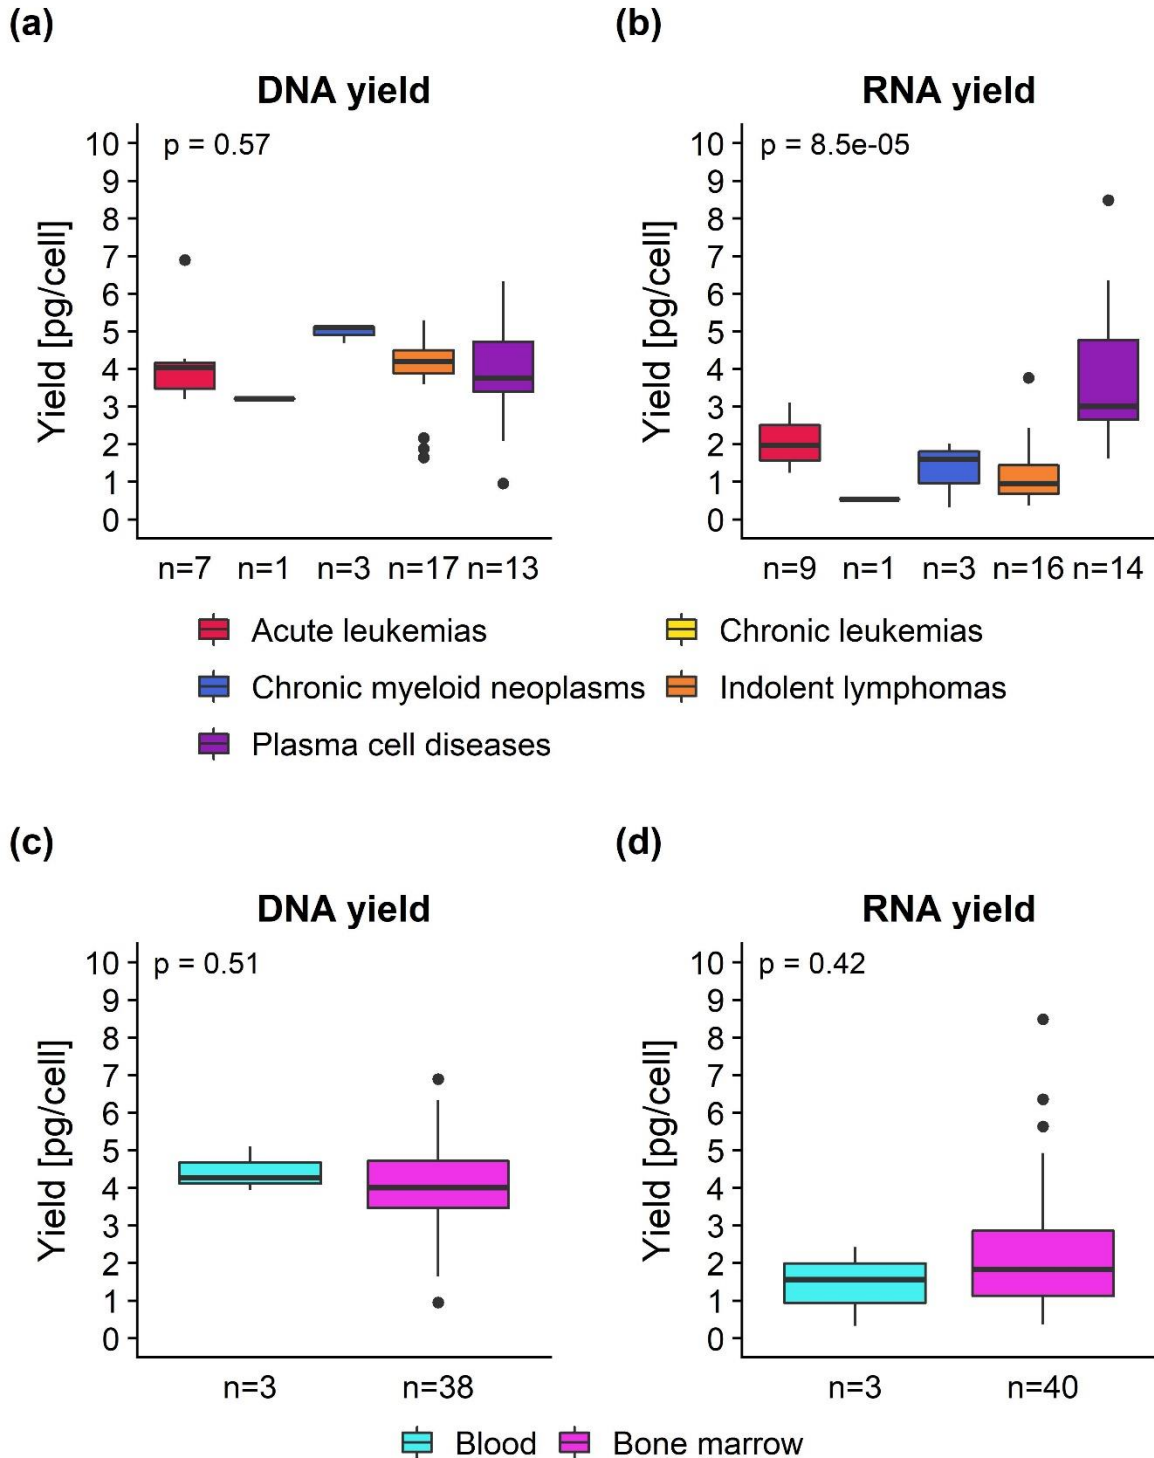 (a)
DNA yield
p = 0.57
Yield [pg/cell]
10
9
8
7
6
5
4
3
2
1
0
n=7 n=1 n=3 n=17 n=13
(b)
RNA yield
p = 8.5e-05
Yield [pg/cell]
10
9
8
7
6
5
4
3
2
1
0
n=9 n=1 n=3 n=16 n=14
Acute leukemias
Chronic leukemias
Chronic myeloid neoplasms
Indolent lymphomas
Plasma cell diseases
(c)
DNA yield
p = 0.51
Yield [pg/cell]
10
9
8
7
6
5
4
3
2
1
0
n=3 n=38
(d)
RNA yield
p = 0.42
Yield [pg/cell]
10
9
8
7
6
5
4
3
2
1
0
n=3 n=40
Blood
Bone marrow